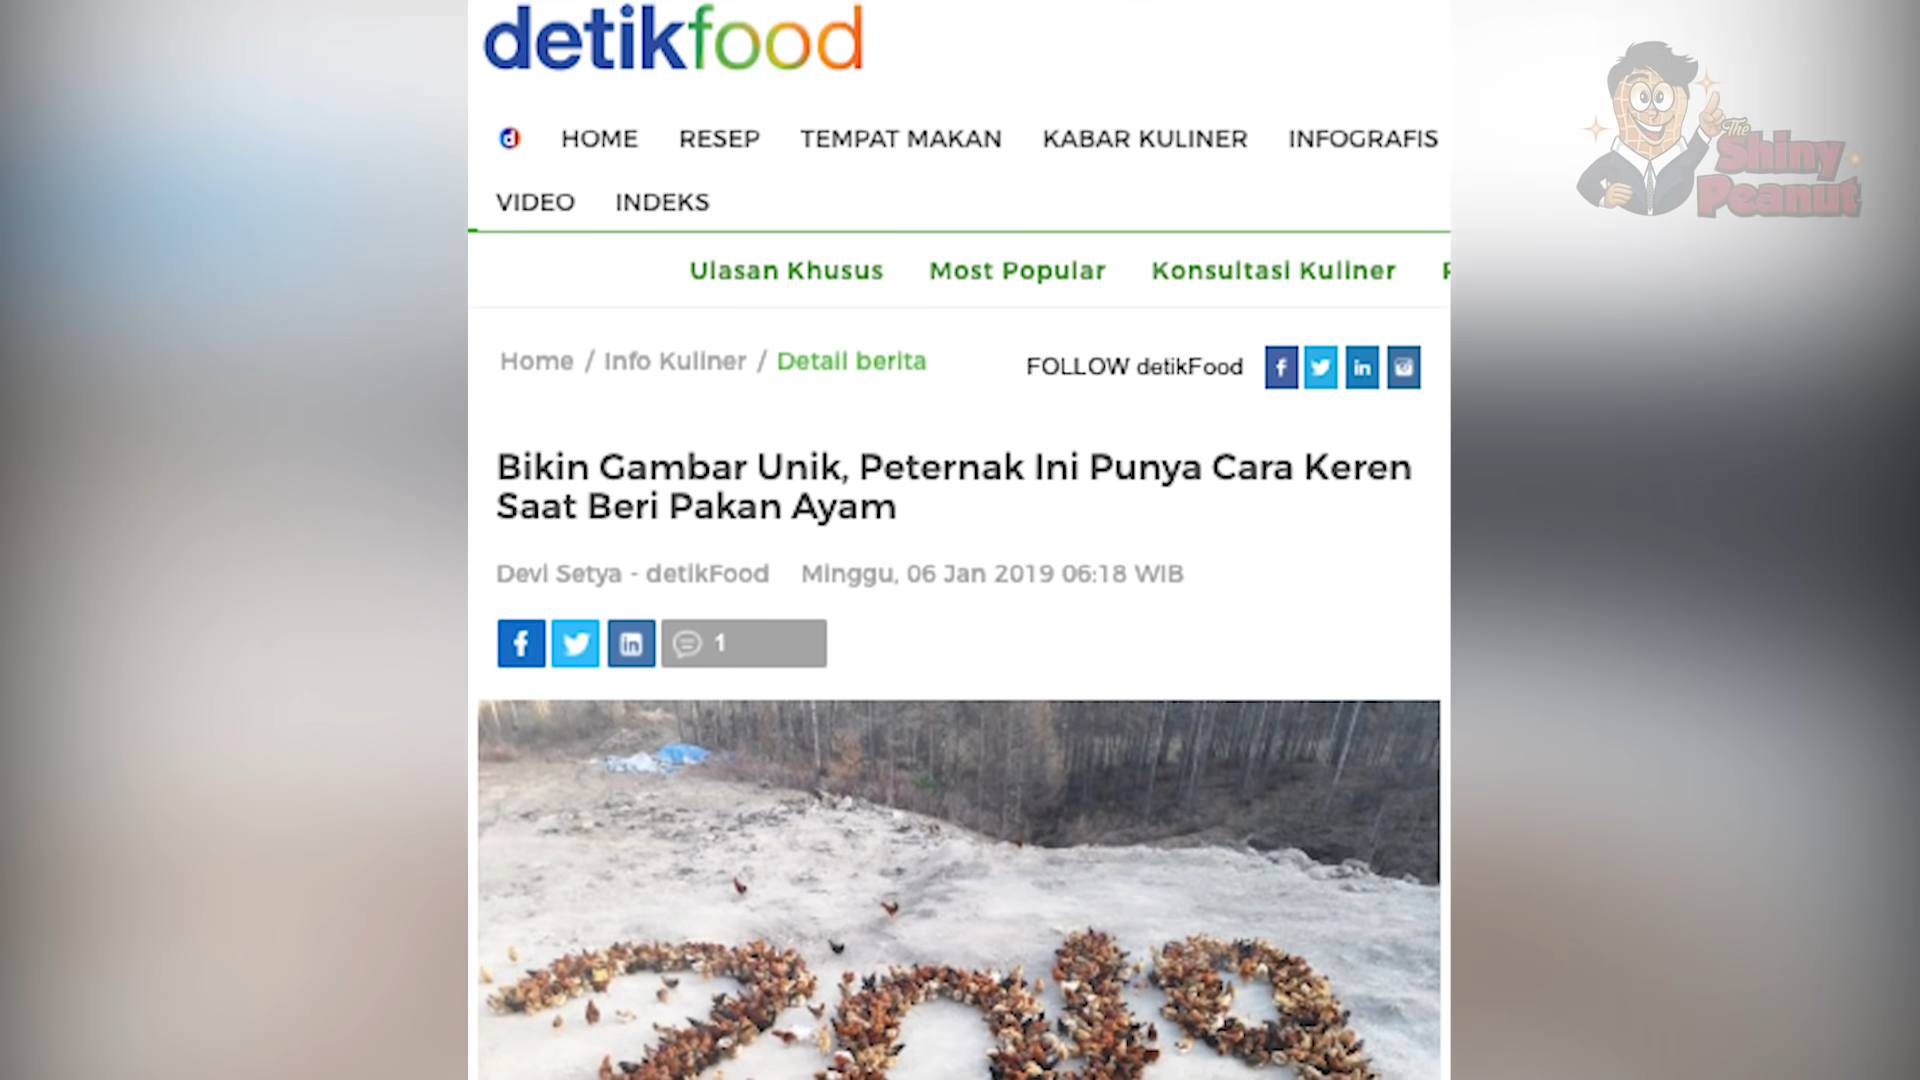 detikfood
HOME RESEP TEMPAT MAKAN KABAR KULINER INFOGRAFIS
VIDEO INDEKS
Ulasan Khusus Most Popular Konsultasi Kuliner
Home / Info Kuliner / Detail berita
FOLLOW detikFood
Bikin Gambar Unik, Peternak Ini Punya Cara Keren
Saat Beri Pakan Ayam
Devi Setya - detikFood Minggu, 06 Jan 2019 06:18 WIB
1
2019
The
Shiny
Peanut